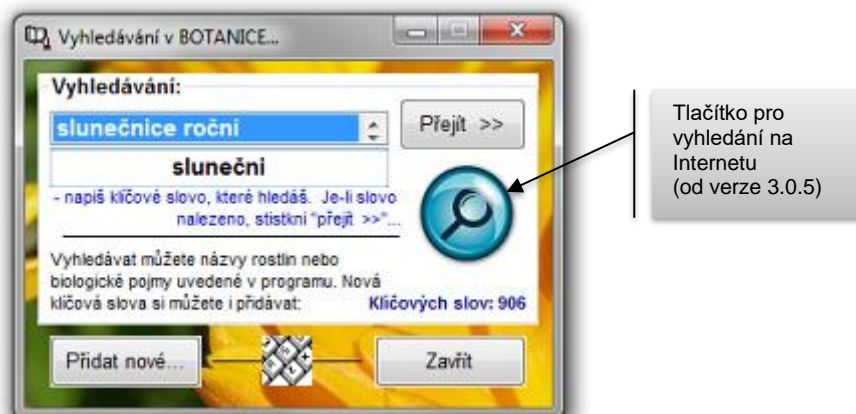 Vyhledávání v BOTANICE...
Vyhledávání:
slunečnice roční
Přejít >>
sluneční
- napiš klíčové slovo, které hledáš. Je-li slovo
nalezeno, stistkni "přejít >>"...
Vyhledávat můžete názvy rostlin nebo
biologické pojmy uvedené v programu. Nová
klíčová slova si můžete i přidávat:
Klíčových slov: 906
Přidat nové...
Zavřít
Tlačítko pro
vyhledání na
Internetu
(od verze 3.0.5)